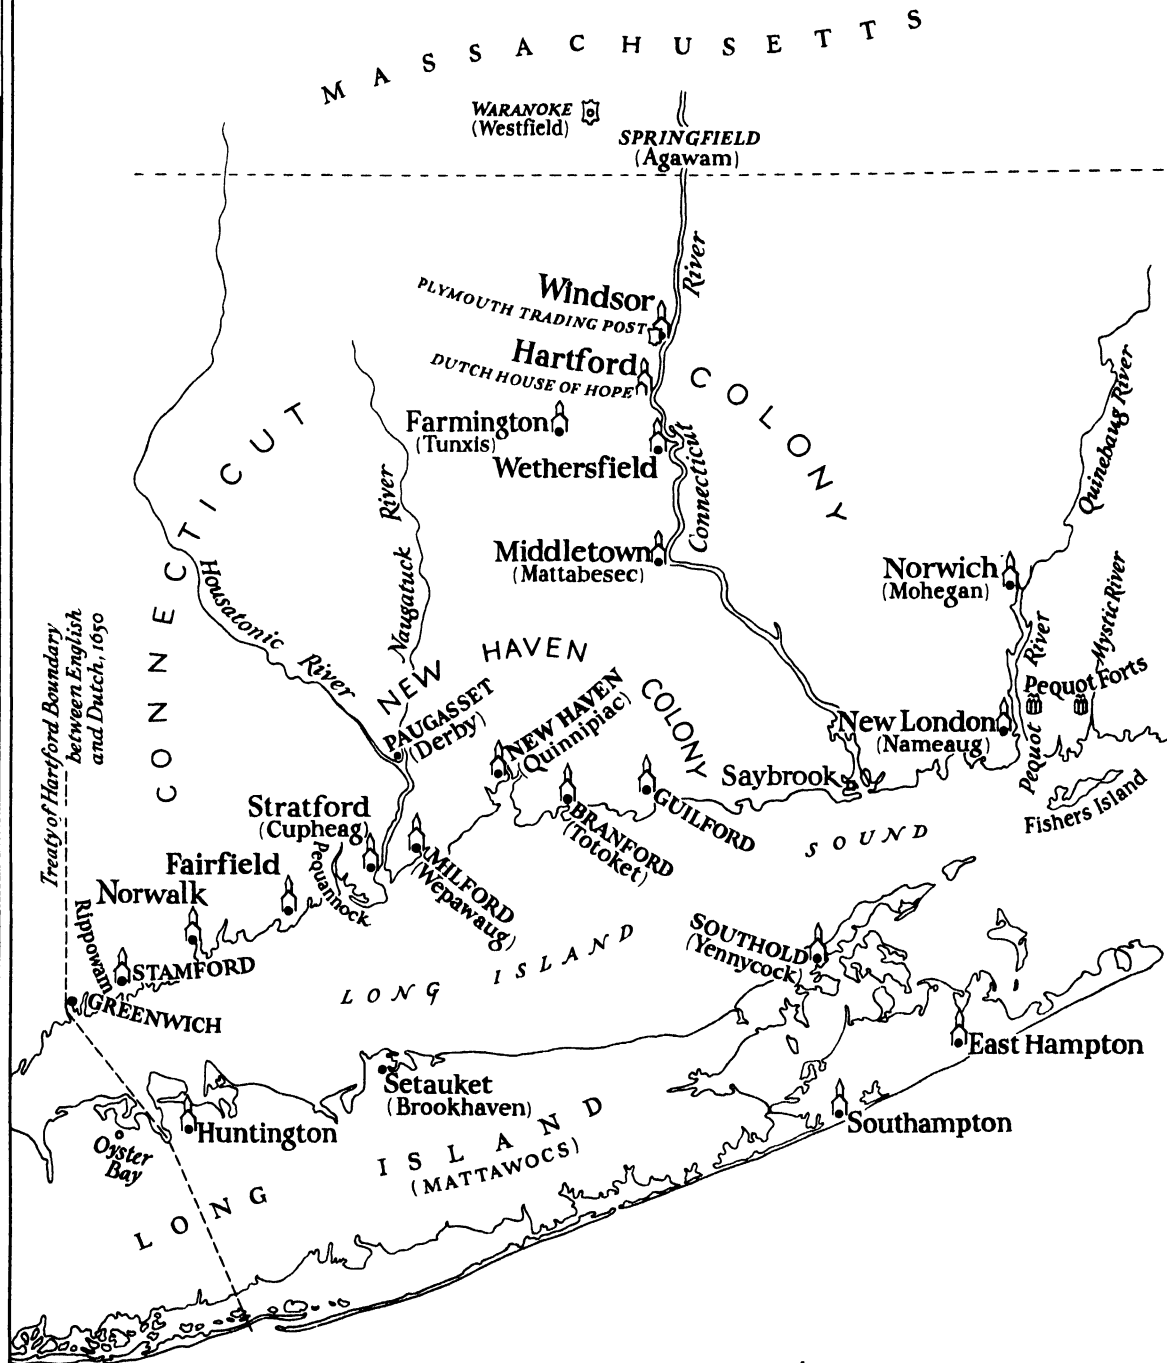 MASSACHUSETTS
WARANOKE
(Westfield)
SPRINGFIELD
(Agawam)
River
Windsor
PLYMOUTH TRADING POST
Hartford
DUTCH HOUSE OF HOPE
COLONY
Farmington
(Tunxis)
Wethersfield
Connecticut
CONNECTICUT
Quinebaug River
Naugatuck River
Middletown
(Mattabesec)
Norwich
(Mohegan)
Housatonic River
Treaty of Hartford Boundary
between English
and Dutch, 1650
Mystic River
Pequot River
Pequot Forts
NEW HAVEN
COLONY
PAUGASSET
(Derby)
NEW HAVEN
(Quinnipiac)
New London
(Nameaug)
Saybrook
Fishers Island
GUILFORD
BRANFORD
(Totoket)
Stratford
(Cupheag)
Pequannock
MILFORD
(Wepawaug)
Fairfield
Norwalk
Rippowam
STAMFORD
GREENWICH
LONG ISLAND SOUND
SOUTHOLD
(Yennycock)
East Hampton
Setauket
(Brookhaven)
Southampton
Huntington
Oyster
Bay
LONG ISLAND
(MATTAWOCS)